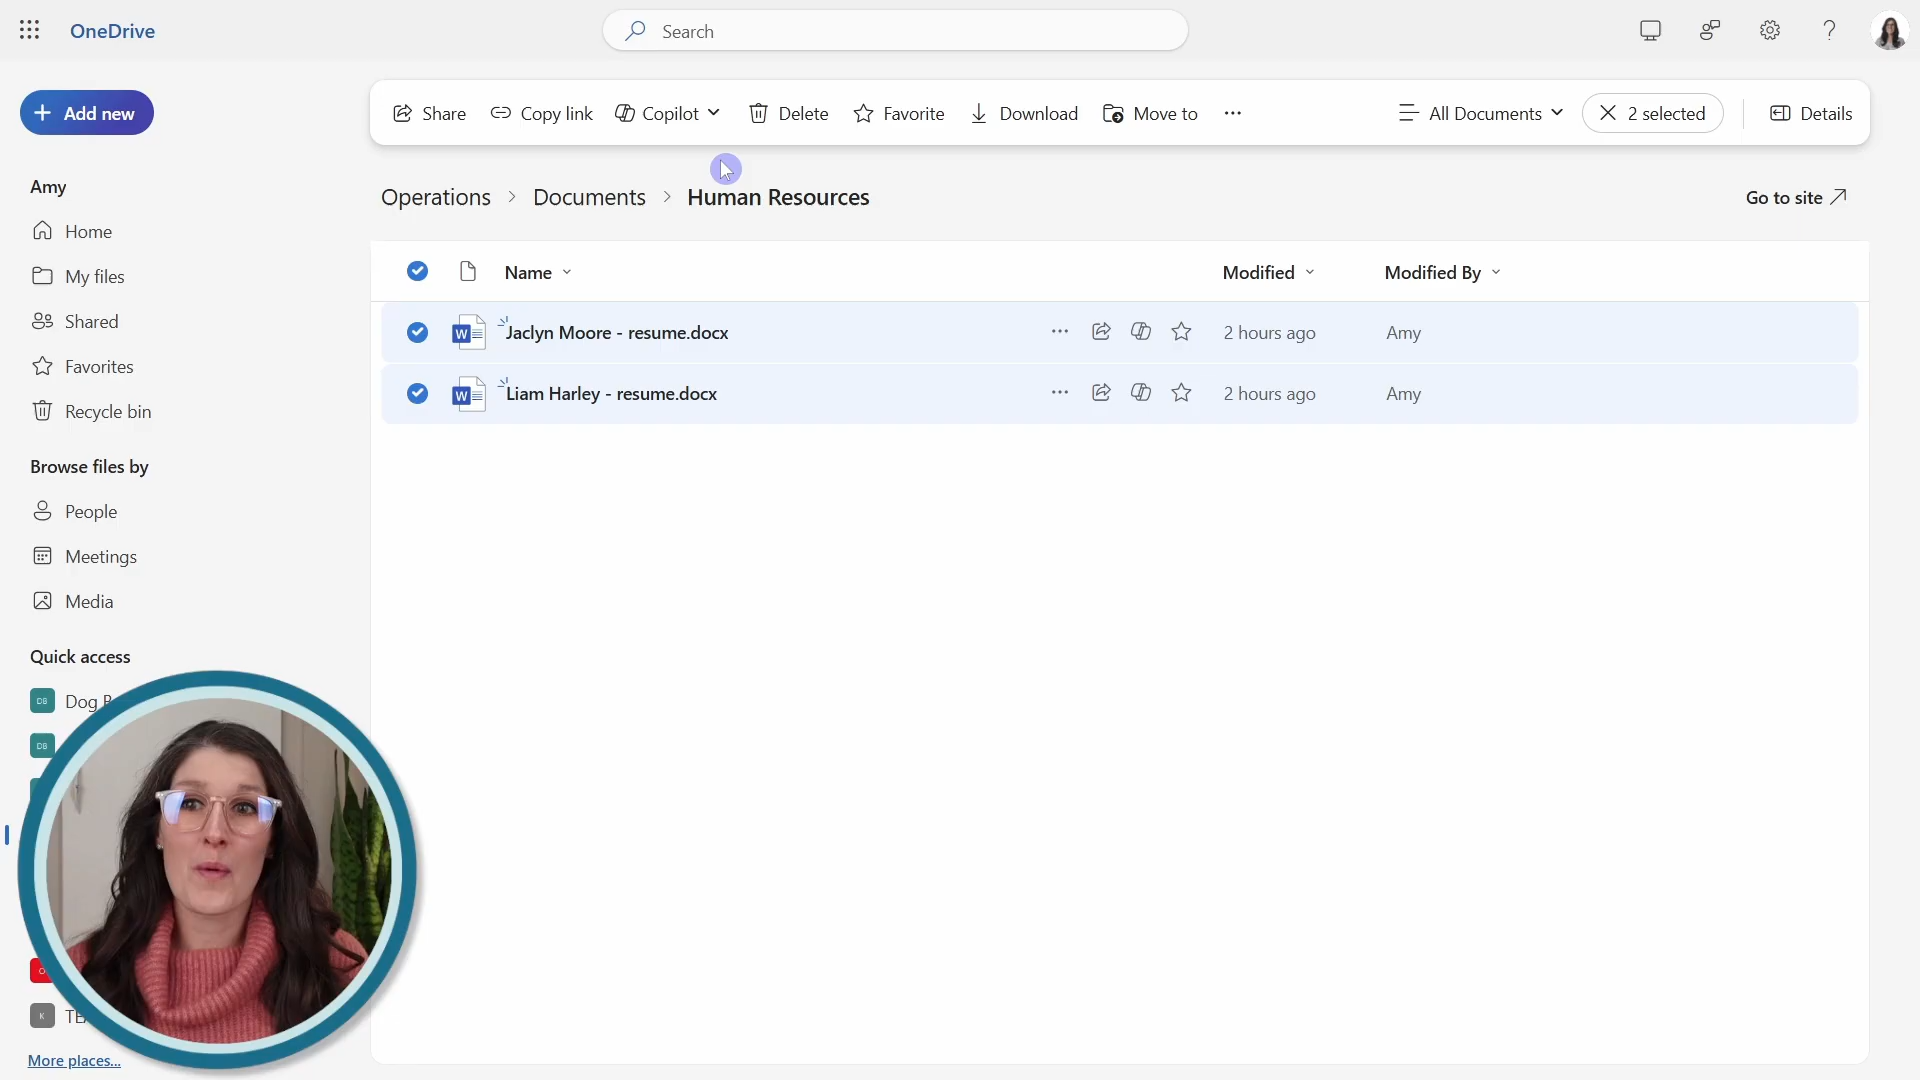 OneDrive
Search
Add new
Share
Copy link
Copilot
Delete
Favorite
Download
Move to
All Documents
2 selected
Details
Amy
Home
My files
Shared
Favorites
Recycle bin
Browse files by
People
Meetings
Media
Quick access
DB Dog
DB
K
More places...
Operations > Documents > Human Resources
Go to site
Name
Modified
Modified By
Jaclyn Moore - resume.docx
2 hours ago
Amy
Liam Harley - resume.docx
2 hours ago
Amy